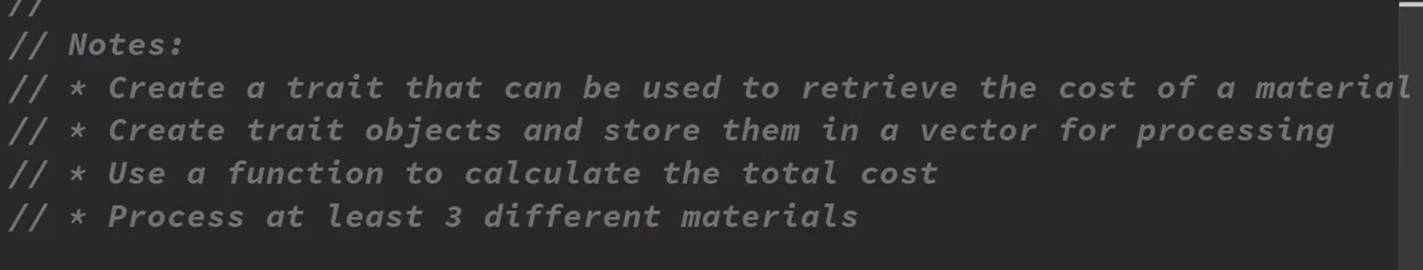 //
// Notes:
// * Create a trait that can be used to retrieve the cost of a material
// * Create trait objects and store them in a vector for processing
// * Use a function to calculate the total cost
// * Process at least 3 different materials